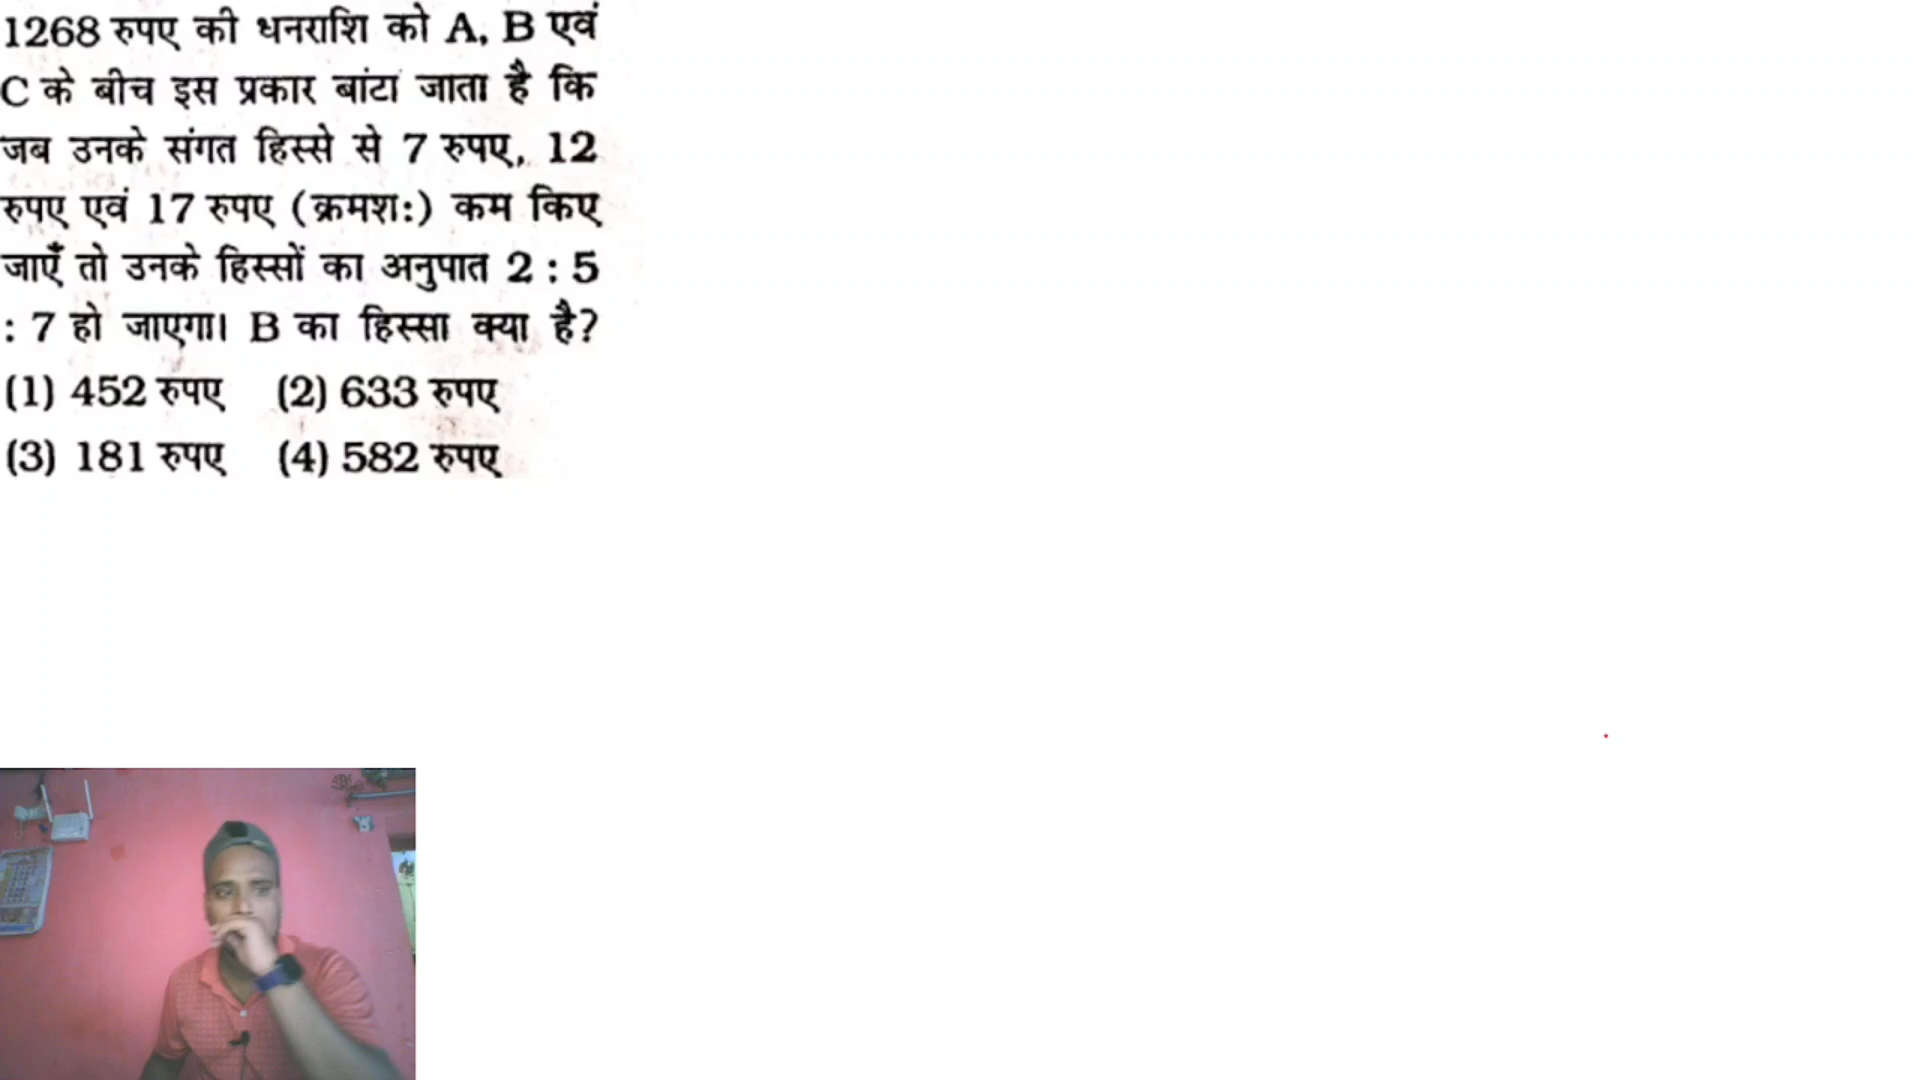 1268 रुपए की धनराशि को A, B एवं
C के बीच इस प्रकार बांटा जाता है कि
जब उनके संगत हिस्से से 7 रुपए, 12
रुपए एवं 17 रुपए (क्रमश:) कम किए
जाएँ तो उनके हिस्सों का अनुपात 2 : 5
: 7 हो जाएगा। B का हिस्सा क्या है?
(1) 452 रुपए (2) 633 रुपए
(3) 181 रुपए (4) 582 रुपए